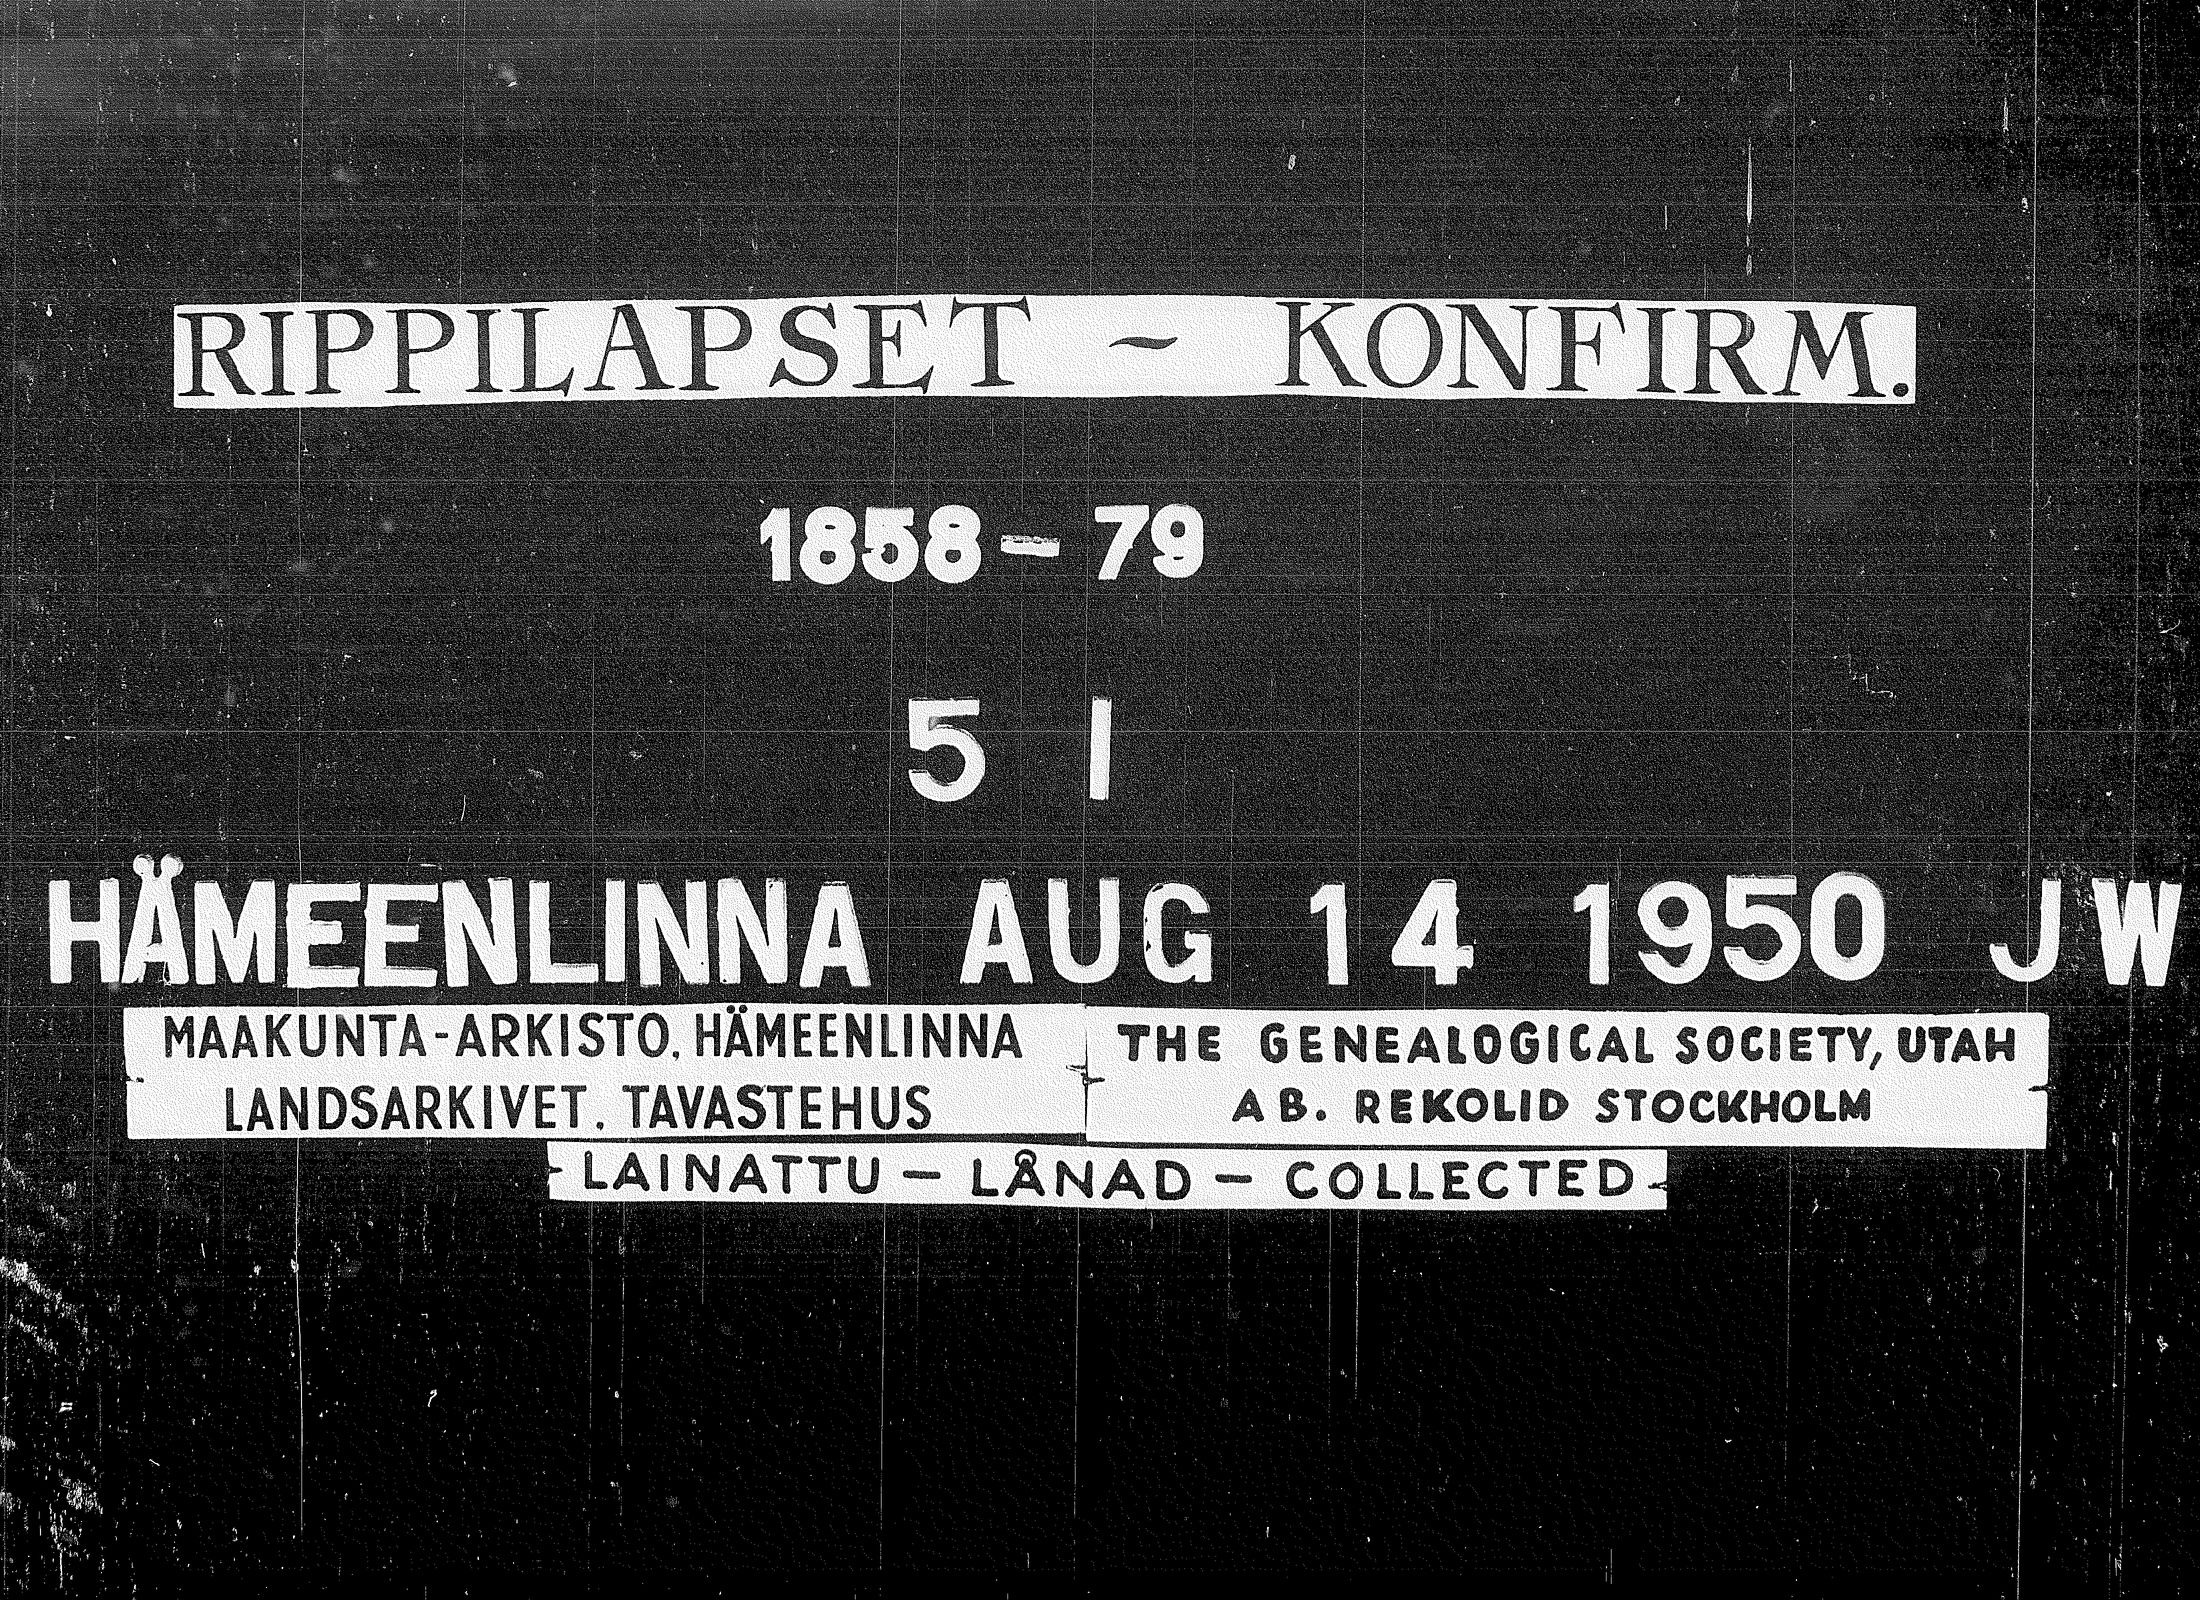 RIPPILAPSET ~ KONFIRM.
1858-79
5 1
HÄMEENLINNA AUG 14 1950 JW
MAAKUNTA-ARKISTO, HÄMEENLINNA
LANDSARKIVET, TAVASTEHUS
THE GENEALOGICAL SOCIETY, UTAH
AB. REKOLID STOCKHOLM
LAINATTU - LÅNAD - COLLECTED